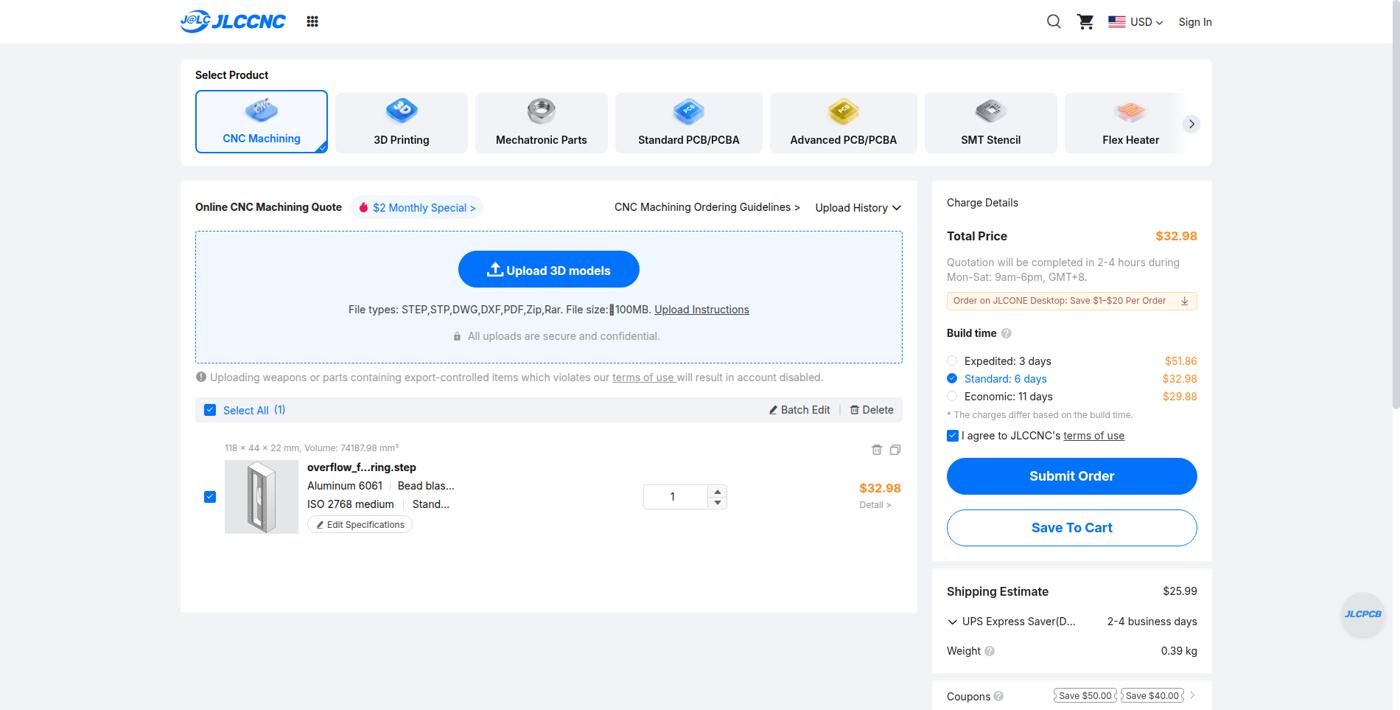 J@LC JLCCNC
USD
Sign In
Select Product
CNC Machining
3D Printing
Mechatronic Parts
Standard PCB/PCBA
Advanced PCB/PCBA
SMT Stencil
Flex Heater
Online CNC Machining Quote
$2 Monthly Special >
CNC Machining Ordering Guidelines >
Upload History
Upload 3D models
File types: STEP,STP,DWG,DXF,PDF,Zip,Rar. File size:100MB. Upload Instructions
All uploads are secure and confidential.
Uploading weapons or parts containing export-controlled items which violates our terms of use will result in account disabled.
Select All (1)
Batch Edit
Delete
118 × 44 × 22 mm, Volume: 74187.98 mm³
overflow_f...ring.step
Aluminum 6061 | Bead blas...
ISO 2768 medium | Stand...
Edit Specifications
1
$32.98
Detail >
Charge Details
Total Price $32.98
Quotation will be completed in 2-4 hours during
Mon-Sat: 9am-6pm, GMT+8.
Order on JLCONE Desktop: Save $1–$20 Per Order
Build time
Expedited: 3 days $51.86
Standard: 6 days $32.98
Economic: 11 days $29.88
* The charges differ based on the build time.
I agree to JLCCNC's terms of use
Submit Order
Save To Cart
Shipping Estimate $25.99
UPS Express Saver(D... 2-4 business days
Weight 0.39 kg
Coupons Save $50.00 Save $40.00
JLCPCB